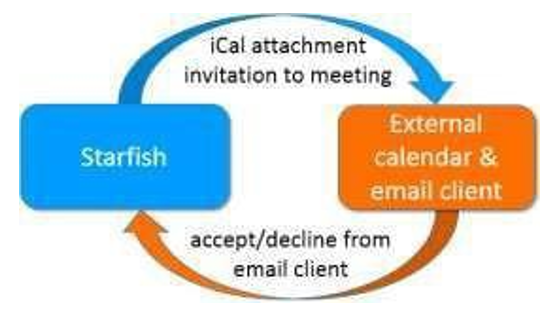 iCal attachment
invitation to meeting
Starfish
External
calendar &
email client
accept/decline from
email client